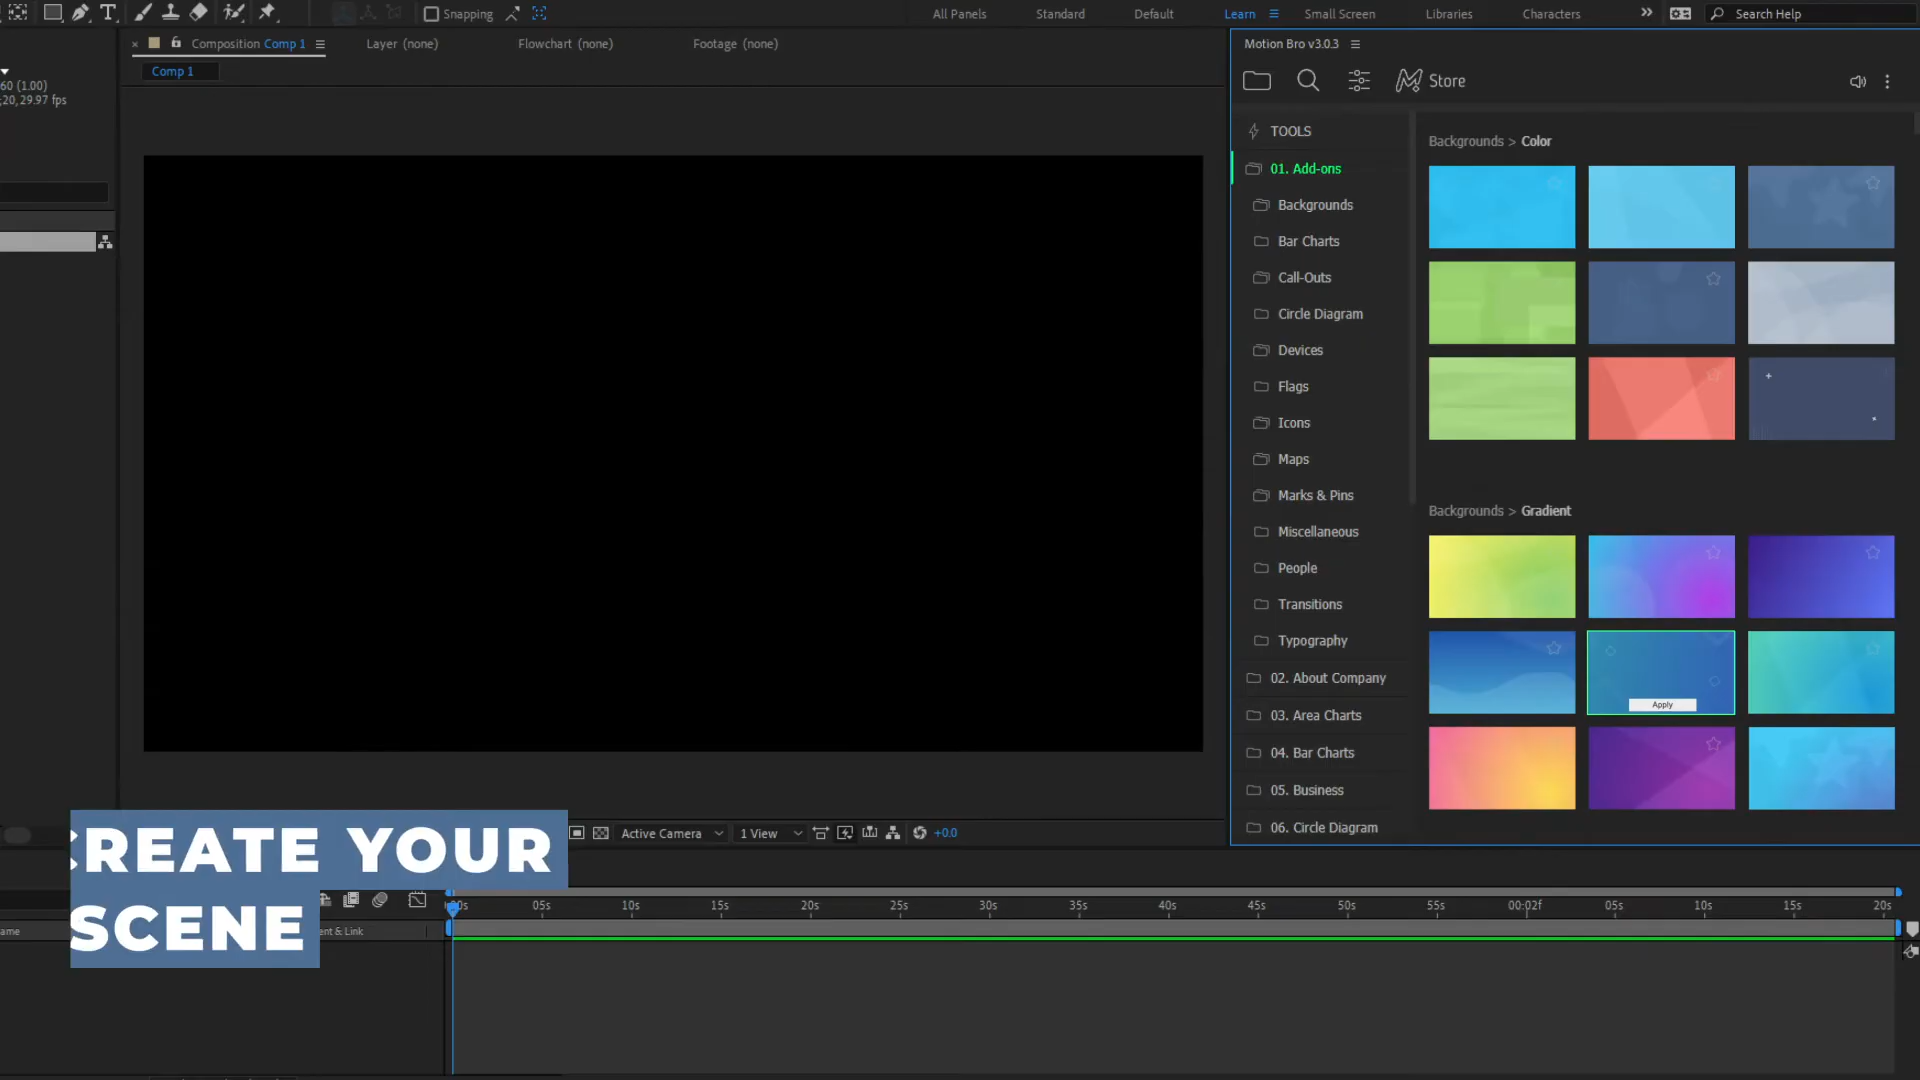 Snapping
All Panels
Standard
Default
Learn
Small Screen
Libraries
Characters
Search Help
60 (1.00)
;20, 29.97 fps
Composition Comp 1
Layer (none)
Flowchart (none)
Footage (none)
Comp 1
Motion Bro v3.0.3
Store
TOOLS
01. Add-ons
Backgrounds
Bar Charts
Call-Outs
Circle Diagram
Devices
Flags
Icons
Maps
Marks & Pins
Miscellaneous
People
Transitions
Typography
02. About Company
03. Area Charts
04. Bar Charts
05. Business
06. Circle Diagram
Backgrounds > Color
Backgrounds > Gradient
Apply
Active Camera
1 View
+0.0
CREATE YOUR
SCENE
ame
ent & Link
00s
05s
10s
15s
20s
25s
30s
35s
40s
45s
50s
55s
00:02f
05s
10s
15s
20s